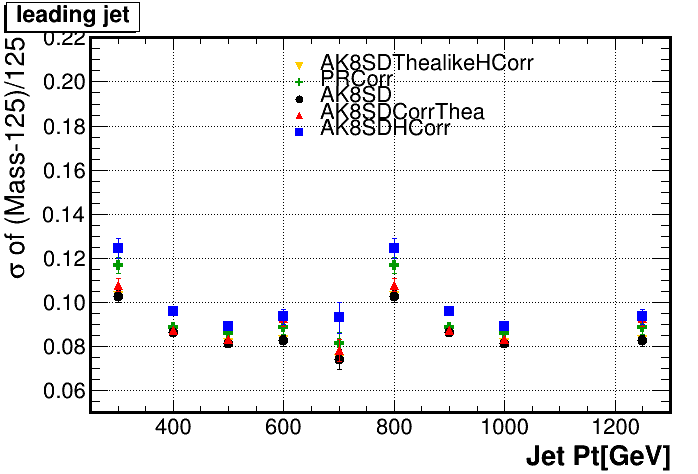 leading jet
σ of (Mass-125)/125
0.22
0.20
0.18
0.16
0.14
0.12
0.10
0.08
0.06
AK8SDThealikeHCorr
PRCorr
AK8SD
AK8SDCorrThea
AK8SDHCorr
400 600 800 1000 1200
Jet Pt[GeV]